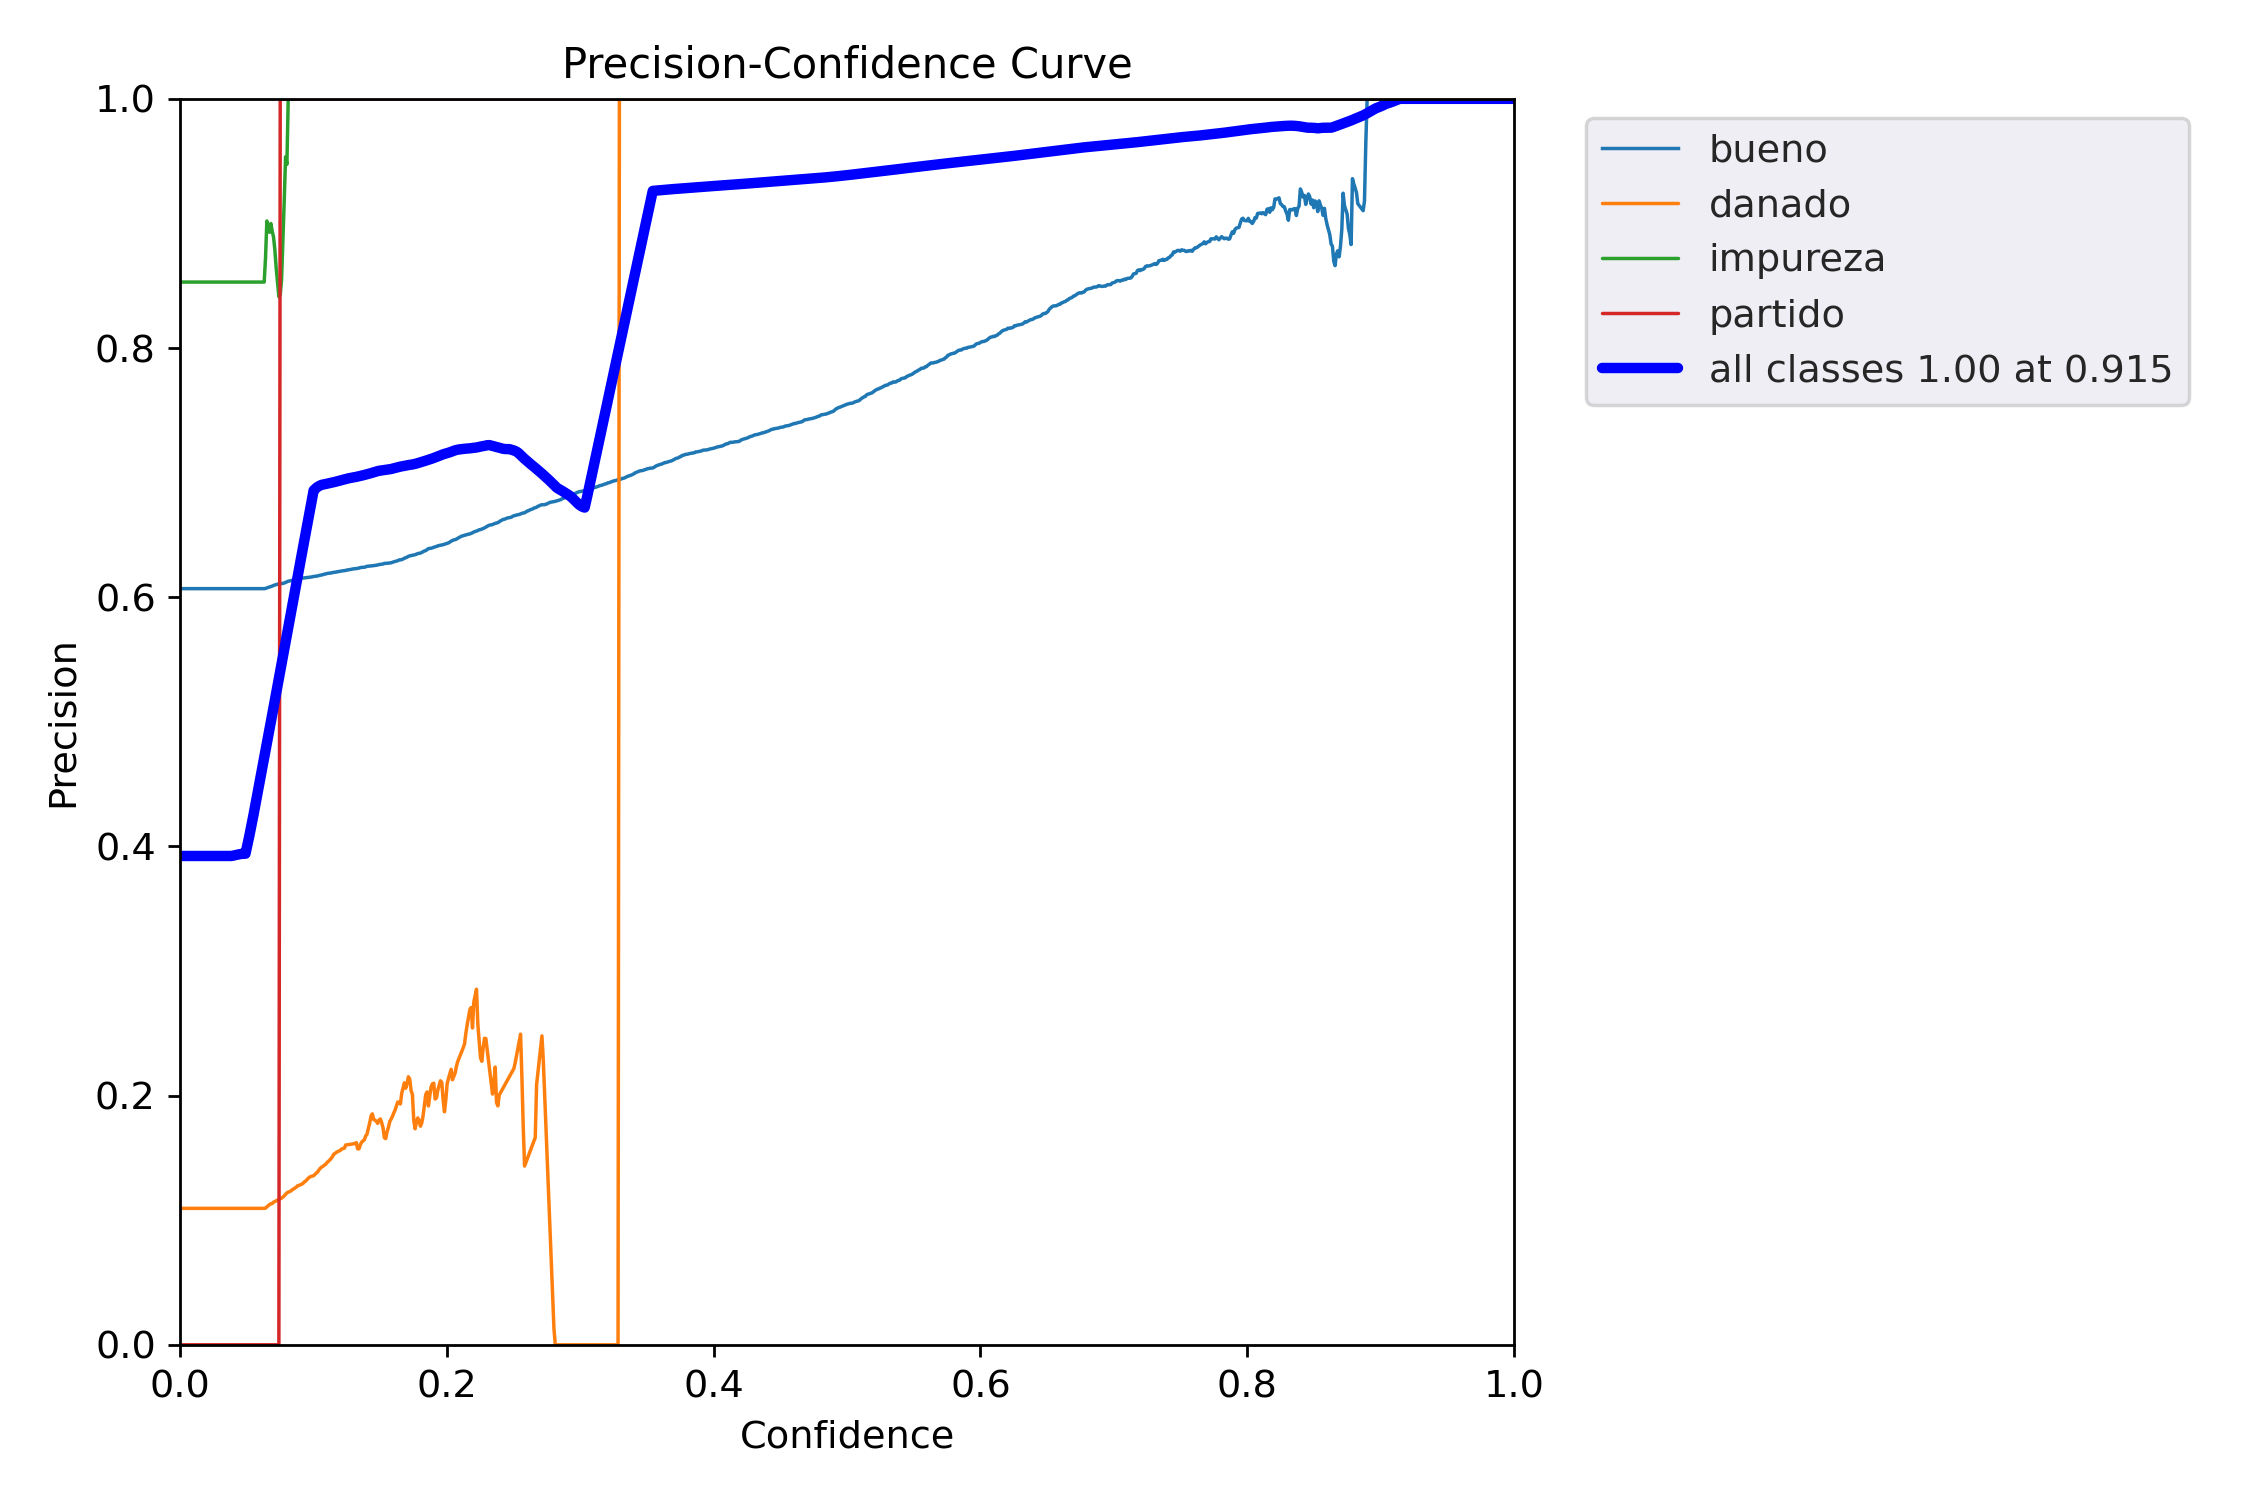 Precision-Confidence Curve
1.0
0.8
0.6
0.4
0.2
0.0
Precision
0.0 0.2 0.4 0.6 0.8 1.0
Confidence
bueno
danado
impureza
partido
all classes 1.00 at 0.915